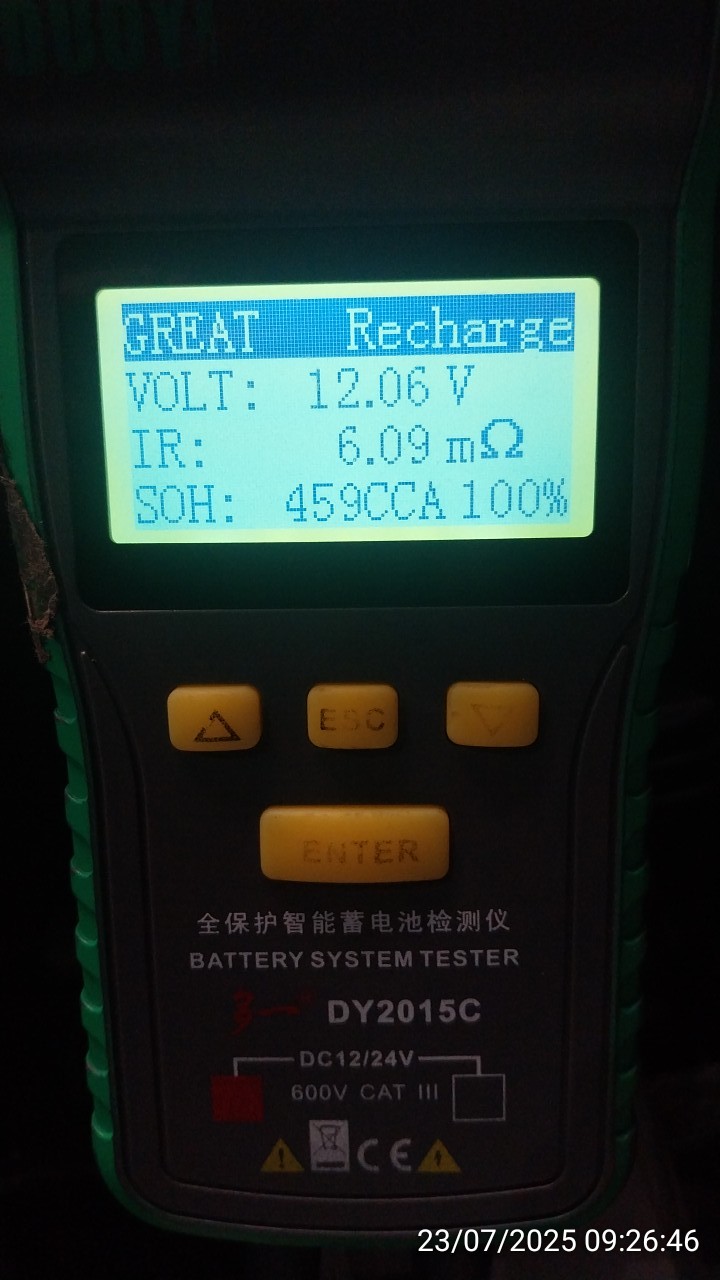 GREAT Recharge
VOLT: 12.06 V
IR: 6.09 mΩ
SOH: 459CCA 100%
ESC
ENTER
全保护智能蓄电池检测仪
BATTERY SYSTEM TESTER
DY2015C
DC12/24V
600V CAT III
CE
23/07/2025 09:26:46